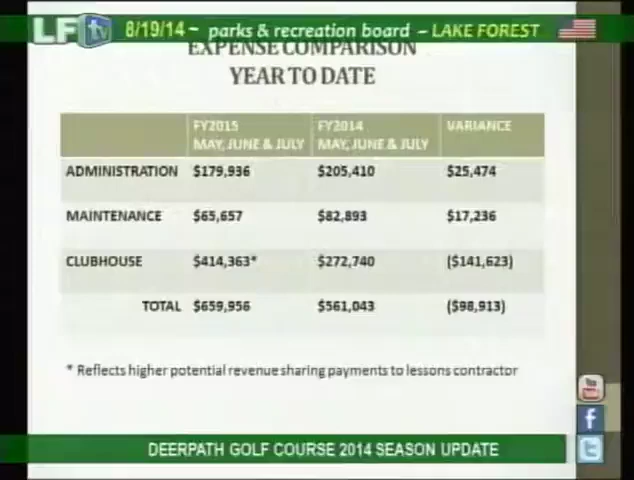 LF tv 8/19/14 ~ parks & recreation board ~ LAKE FOREST
EXPENSE COMPARISON
YEAR TO DATE
FY2015 FY2014 VARIANCE
MAY, JUNE & JULY MAY, JUNE & JULY
ADMINISTRATION $179,936 $205,410 $25,474
MAINTENANCE $65,657 $82,893 $17,236
CLUBHOUSE $414,363* $272,740 ($141,623)
TOTAL $659,956 $561,043 ($98,913)
* Reflects higher potential revenue sharing payments to lessons contractor
You
f
t
DEERPATH GOLF COURSE 2014 SEASON UPDATE